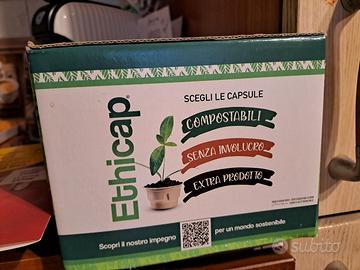 Ethicap®
SCEGLI LE CAPSULE
COMPOSTABILI
SENZA INVOLUCRO
EXTRA PRODOTTO
Scopri il nostro impegno
per un mondo sostenibile
subito